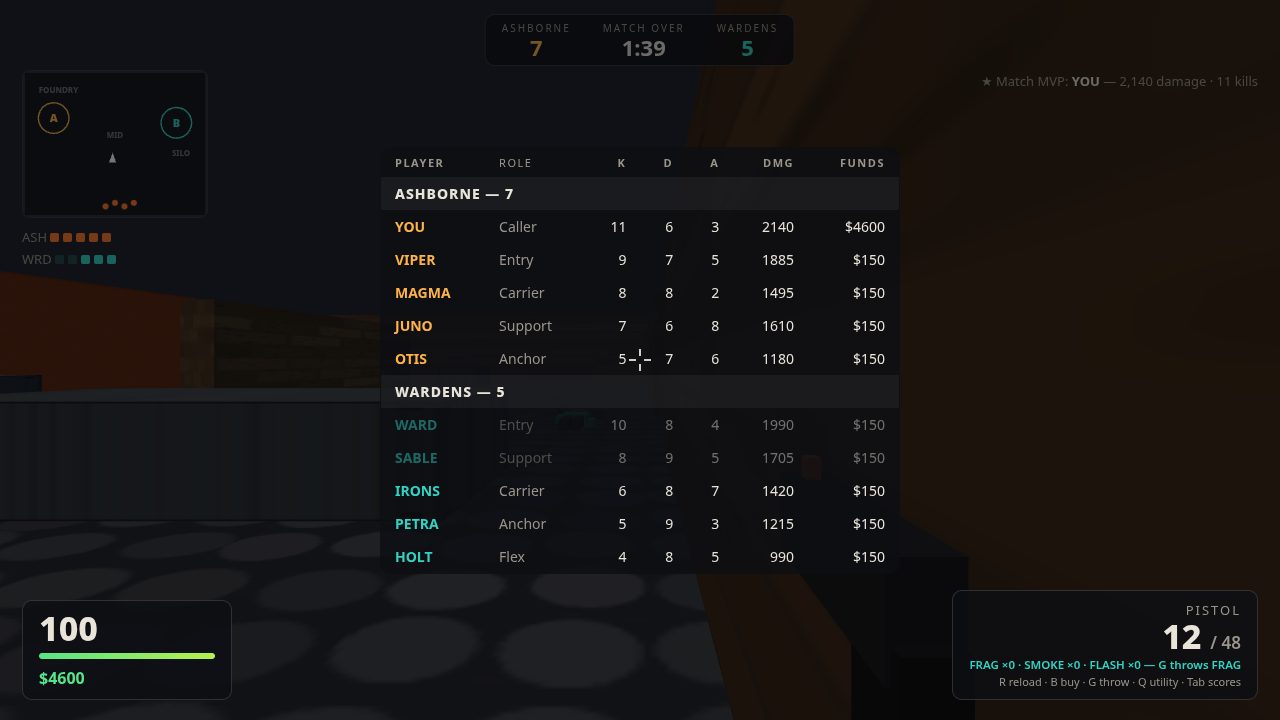 ASHBORNE MATCH OVER WARDENS
7 1:39 5
★ Match MVP: YOU — 2,140 damage · 11 kills
FOUNDRY
A
B
MID
SILO
ASH
WRD
PLAYER ROLE K D A DMG FUNDS
ASHBORNE — 7
YOU Caller 11 6 3 2140 $4600
VIPER Entry 9 7 5 1885 $150
MAGMA Carrier 8 8 2 1495 $150
JUNO Support 7 6 8 1610 $150
OTIS Anchor 5 7 6 1180 $150
WARDENS — 5
WARD Entry 10 8 4 1990 $150
SABLE Support 8 9 5 1705 $150
IRONS Carrier 6 8 7 1420 $150
PETRA Anchor 5 9 3 1215 $150
HOLT Flex 4 8 5 990 $150
100
$4600
PISTOL
12 / 48
FRAG ×0 · SMOKE ×0 · FLASH ×0 — G throws FRAG
R reload · B buy · G throw · Q utility · Tab scores